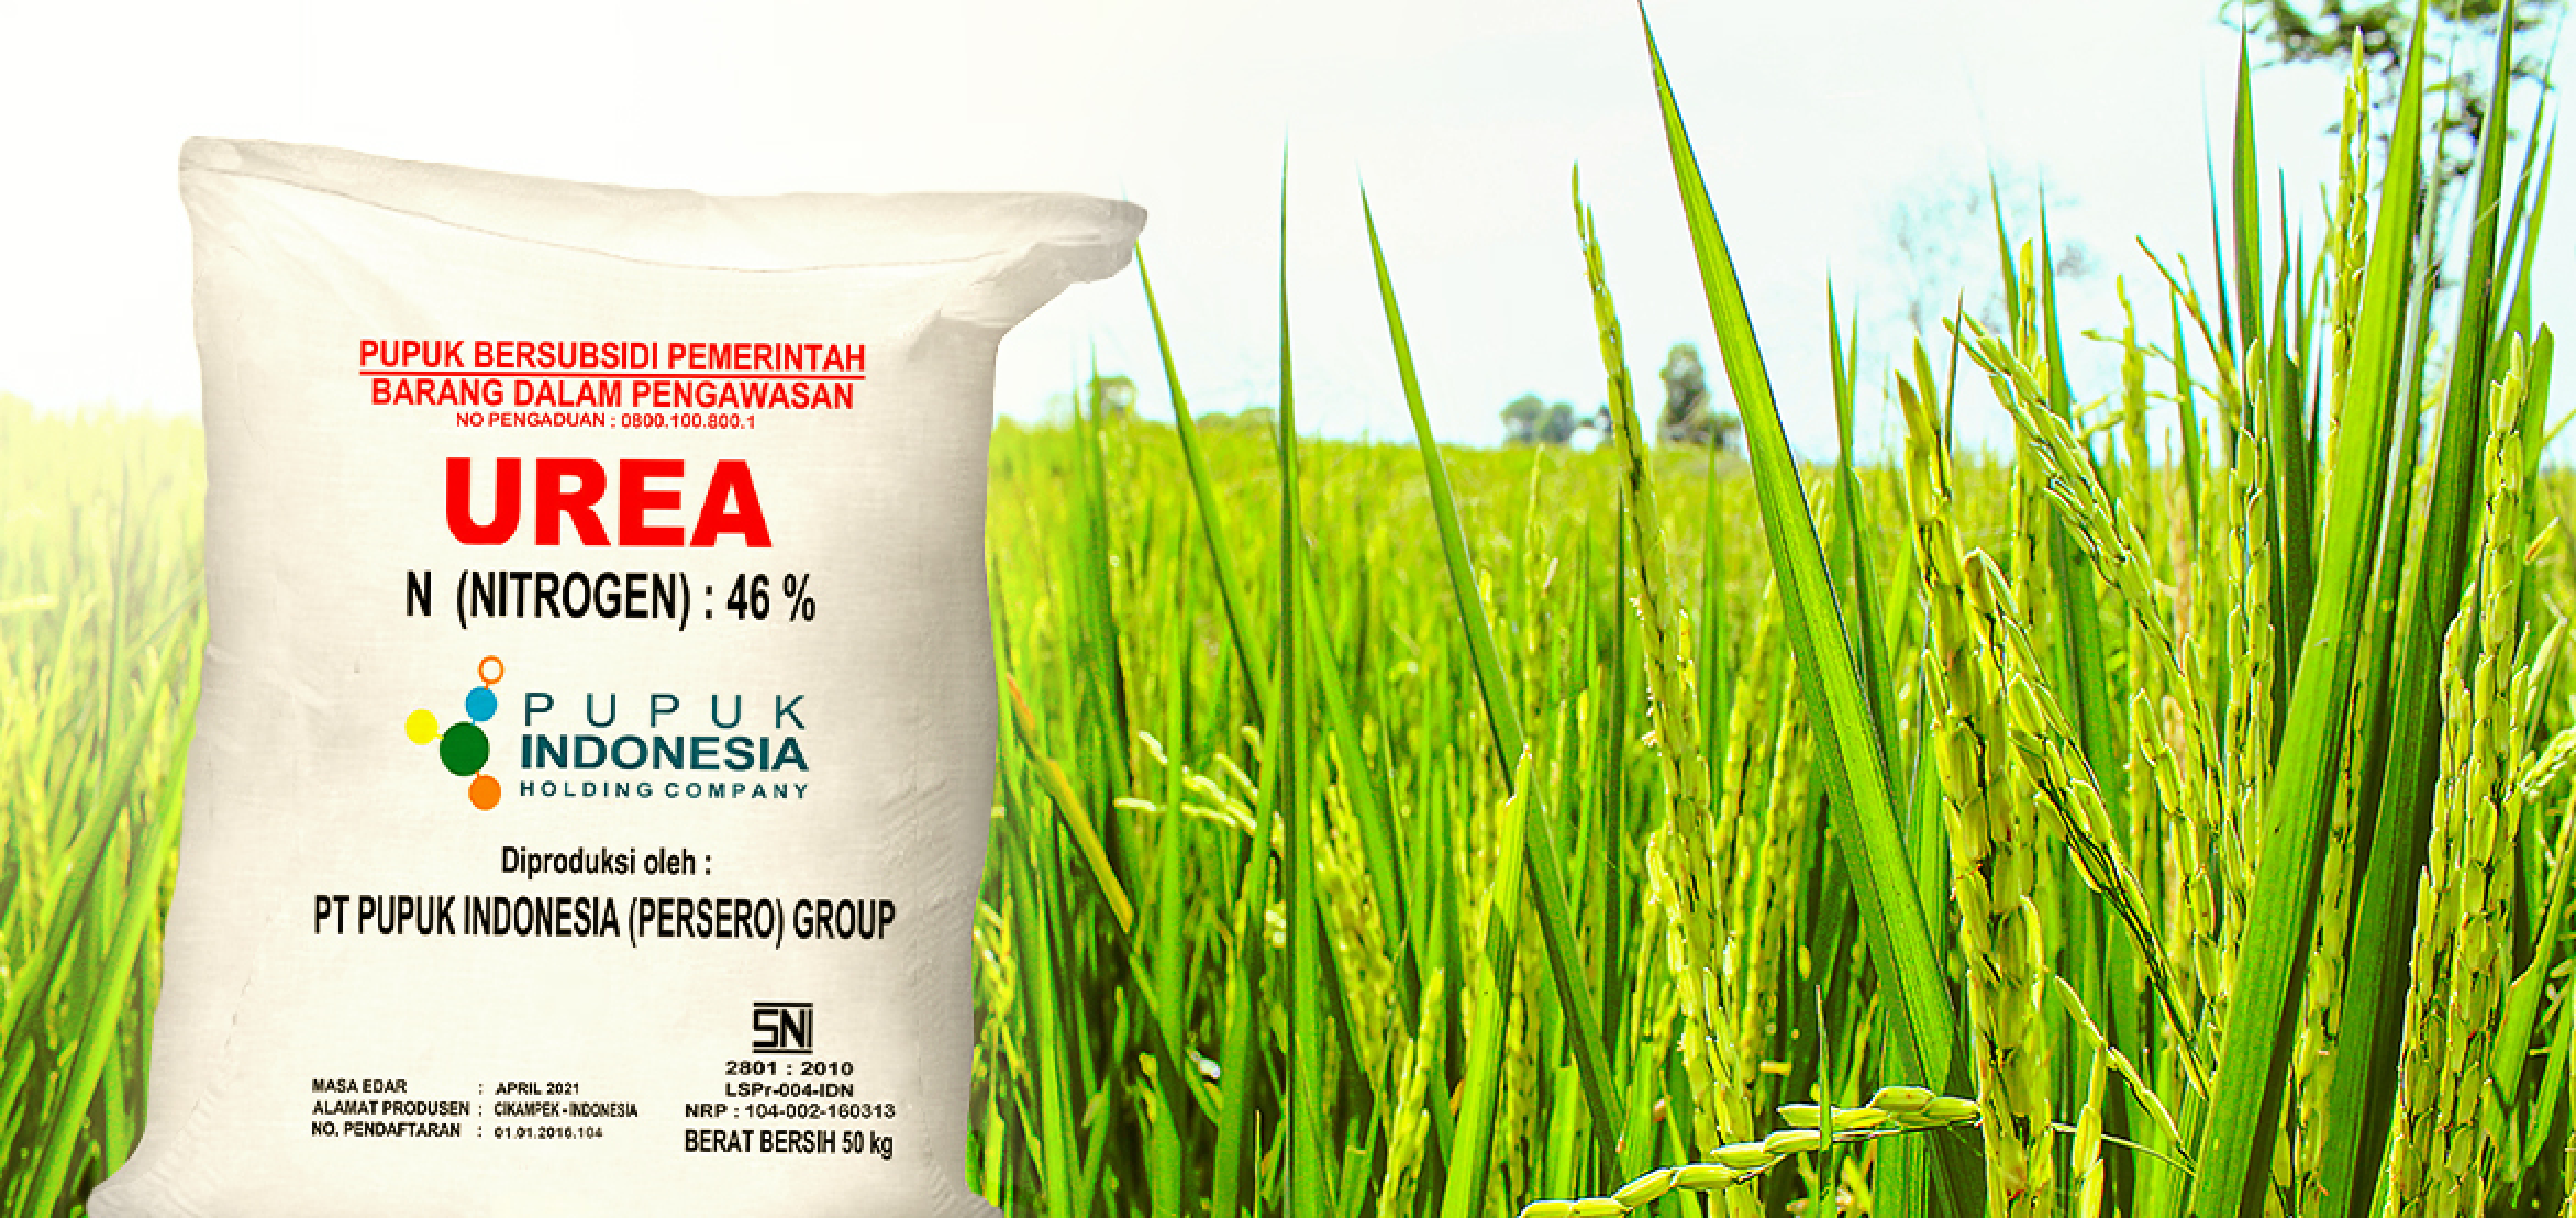 PUPUK BERSUBSIDI PEMERINTAH
BARANG DALAM PENGAWASAN
NO PENGADUAN : 0800.100.800.1
UREA
N (NITROGEN) : 46 %
PUPUK
INDONESIA
HOLDING COMPANY
Diproduksi oleh :
PT PUPUK INDONESIA (PERSERO) GROUP
SNI
2801 : 2010
LSPr-004-IDN
NRP : 104-002-160313
BERAT BERSIH 50 kg
MASA EDAR : APRIL 2021
ALAMAT PRODUSEN : CIKAMPEK - INDONESIA
NO. PENDAFTARAN : 01.01.2016.104